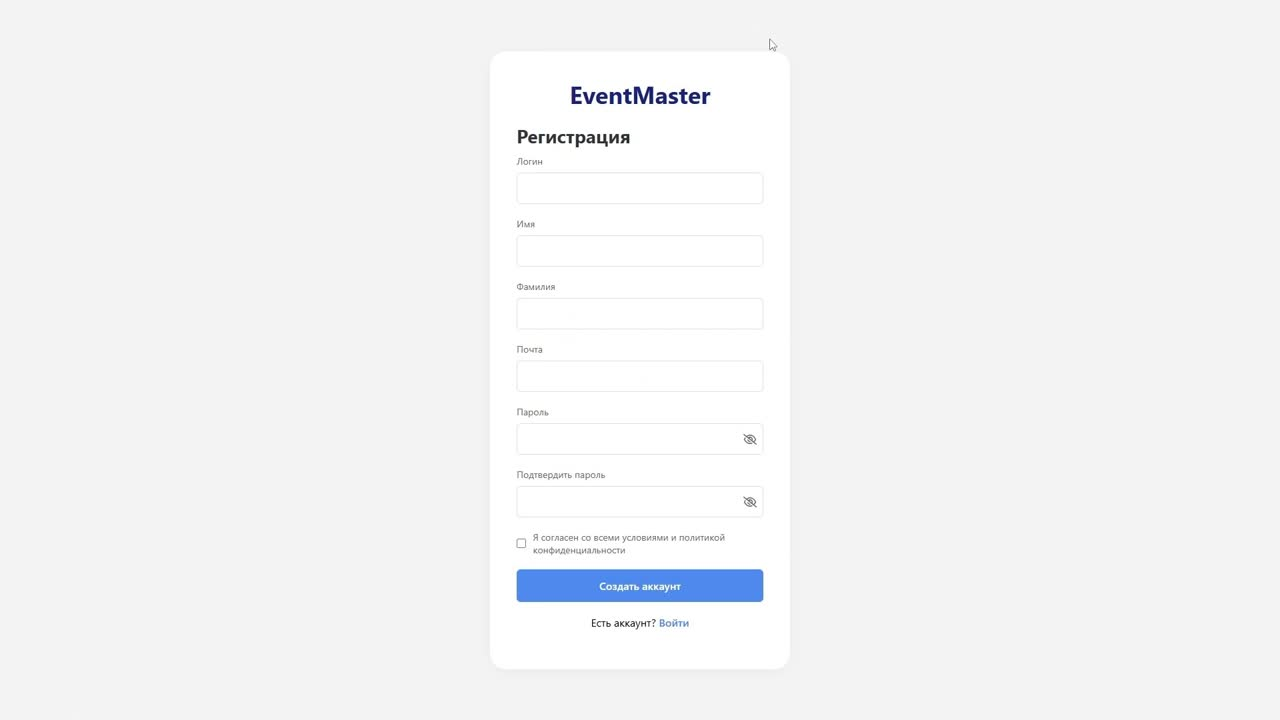 EventMaster
Регистрация
Логин
Имя
Фамилия
Почта
Пароль
Подтвердить пароль
Я согласен со всеми условиями и политикой
конфиденциальности
Создать аккаунт
Есть аккаунт? Войти